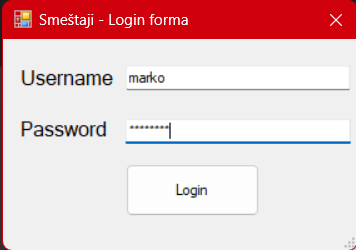 Smeštaji - Login forma
Username marko
Password ********
Login